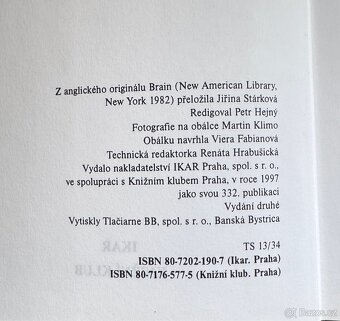 Z anglického originálu Brain (New American Library,
New York 1982) přeložila Jiřina Stárková
Redigoval Petr Hejný
Fotografie na obálce Martin Klimo
Obálku navrhla Viera Fabianová
Technická redaktorka Renáta Hrabušická
Vydalo nakladatelství IKAR Praha, spol. s r. o.,
ve spolupráci s Knižním klubem Praha, v roce 1997
jako svou 332. publikaci
Vydání druhé
Vytiskly Tlačiarne BB, spol. s r. o., Banská Bystrica
TS 13/34
ISBN 80-7202-190-7 (Ikar. Praha)
ISBN 80-7176-577-5 (Knižní klub. Praha)